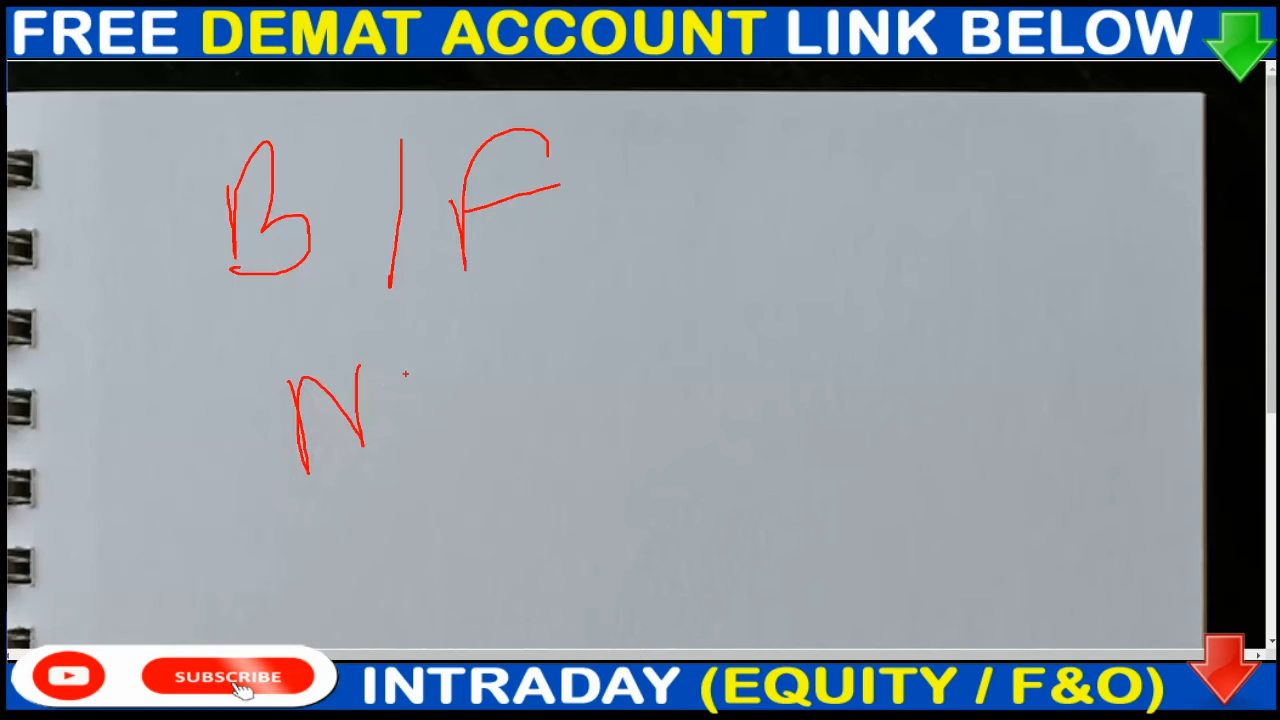 FREE DEMAT ACCOUNT LINK BELOW
B/F
N
SUBSCRIBE
INTRADAY (EQUITY / F&O)